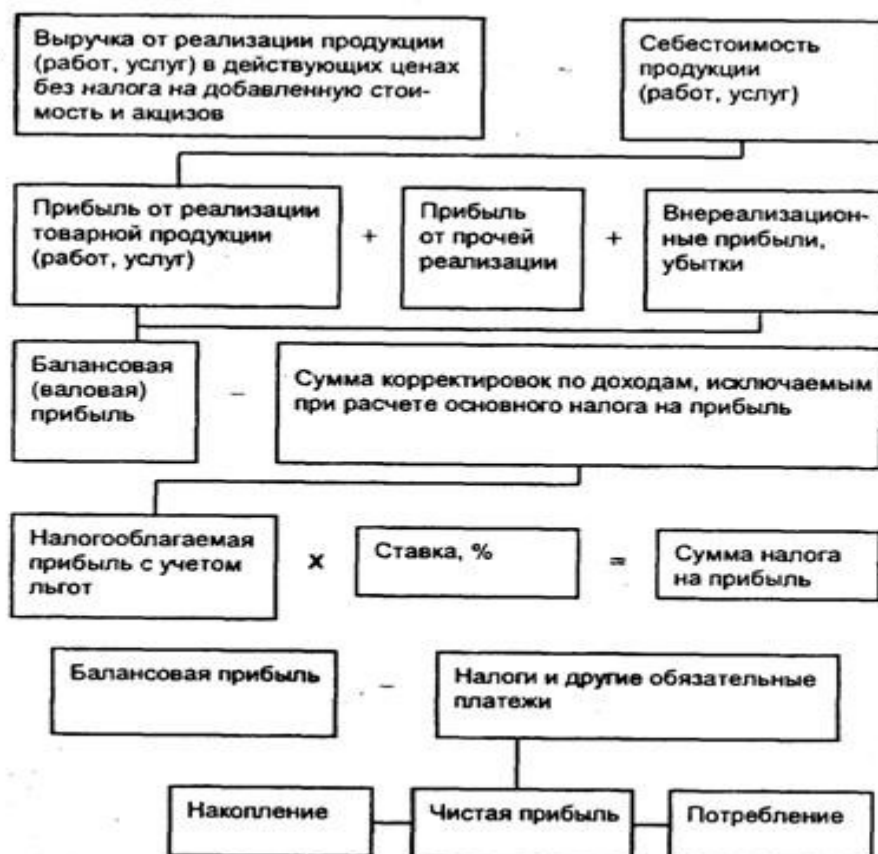 Выручка от реализации продукции
(работ, услуг) в действующих ценах
без налога на добавленную стои-
мость и акцизов
-
Себестоимость
продукции
(работ, услуг)
Прибыль от реализации
товарной продукции
(работ, услуг)
+
Прибыль
от прочей
реализации
+
Внереализацион-
ные прибыли,
убытки
Балансовая
(валовая)
прибыль
-
Сумма корректировок по доходам, исключаемым
при расчете основного налога на прибыль
Налогооблагаемая
прибыль с учетом
льгот
x
Ставка, %
=
Сумма налога
на прибыль
Балансовая прибыль
-
Налоги и другие обязательные
платежи
Накопление
Чистая прибыль
Потребление